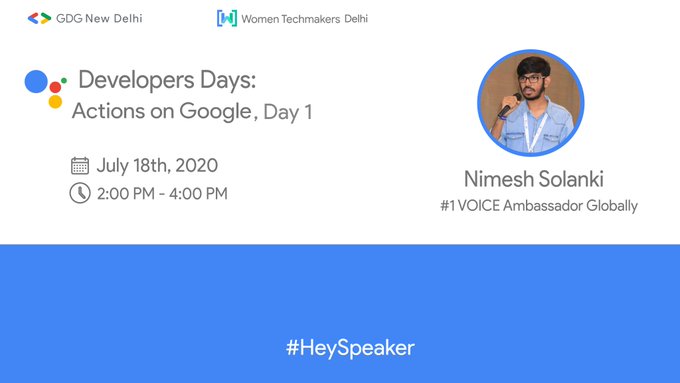 GDG New Delhi
Women Techmakers Delhi
Developers Days:
Actions on Google, Day 1
July 18th, 2020
2:00 PM - 4:00 PM
Nimesh Solanki
#1 VOICE Ambassador Globally
#HeySpeaker